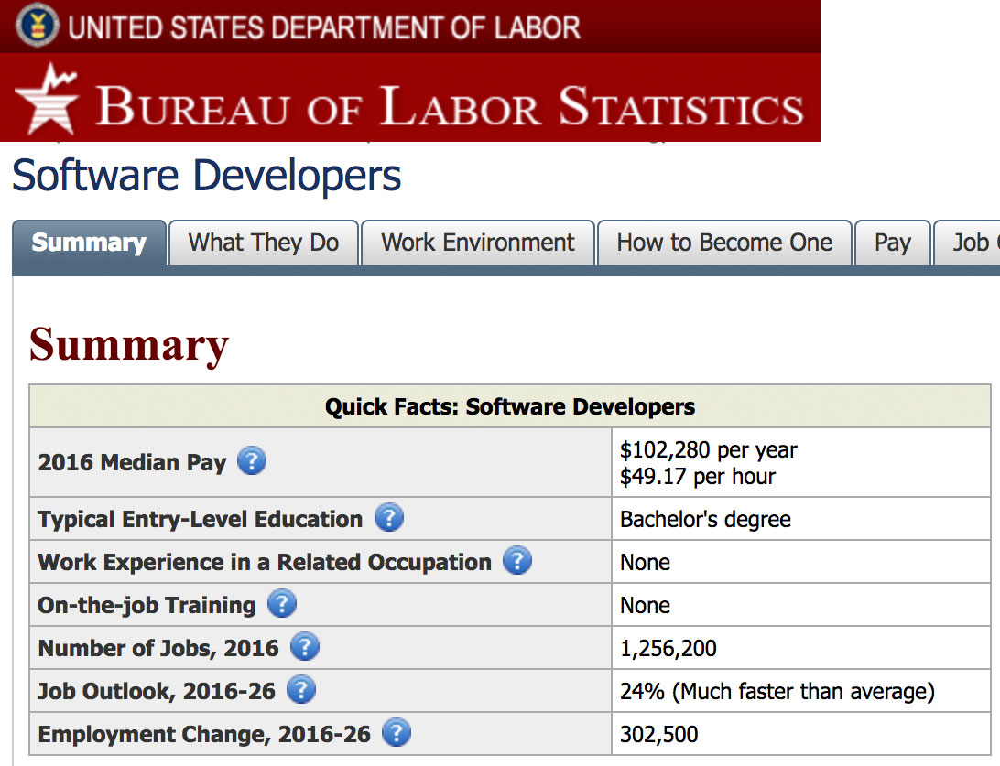 UNITED STATES DEPARTMENT OF LABOR
BUREAU OF LABOR STATISTICS
Software Developers
Summary What They Do Work Environment How to Become One Pay Job
Summary
Quick Facts: Software Developers
2016 Median Pay ? $102,280 per year
$49.17 per hour
Typical Entry-Level Education ? Bachelor's degree
Work Experience in a Related Occupation ? None
On-the-job Training ? None
Number of Jobs, 2016 ? 1,256,200
Job Outlook, 2016-26 ? 24% (Much faster than average)
Employment Change, 2016-26 ? 302,500